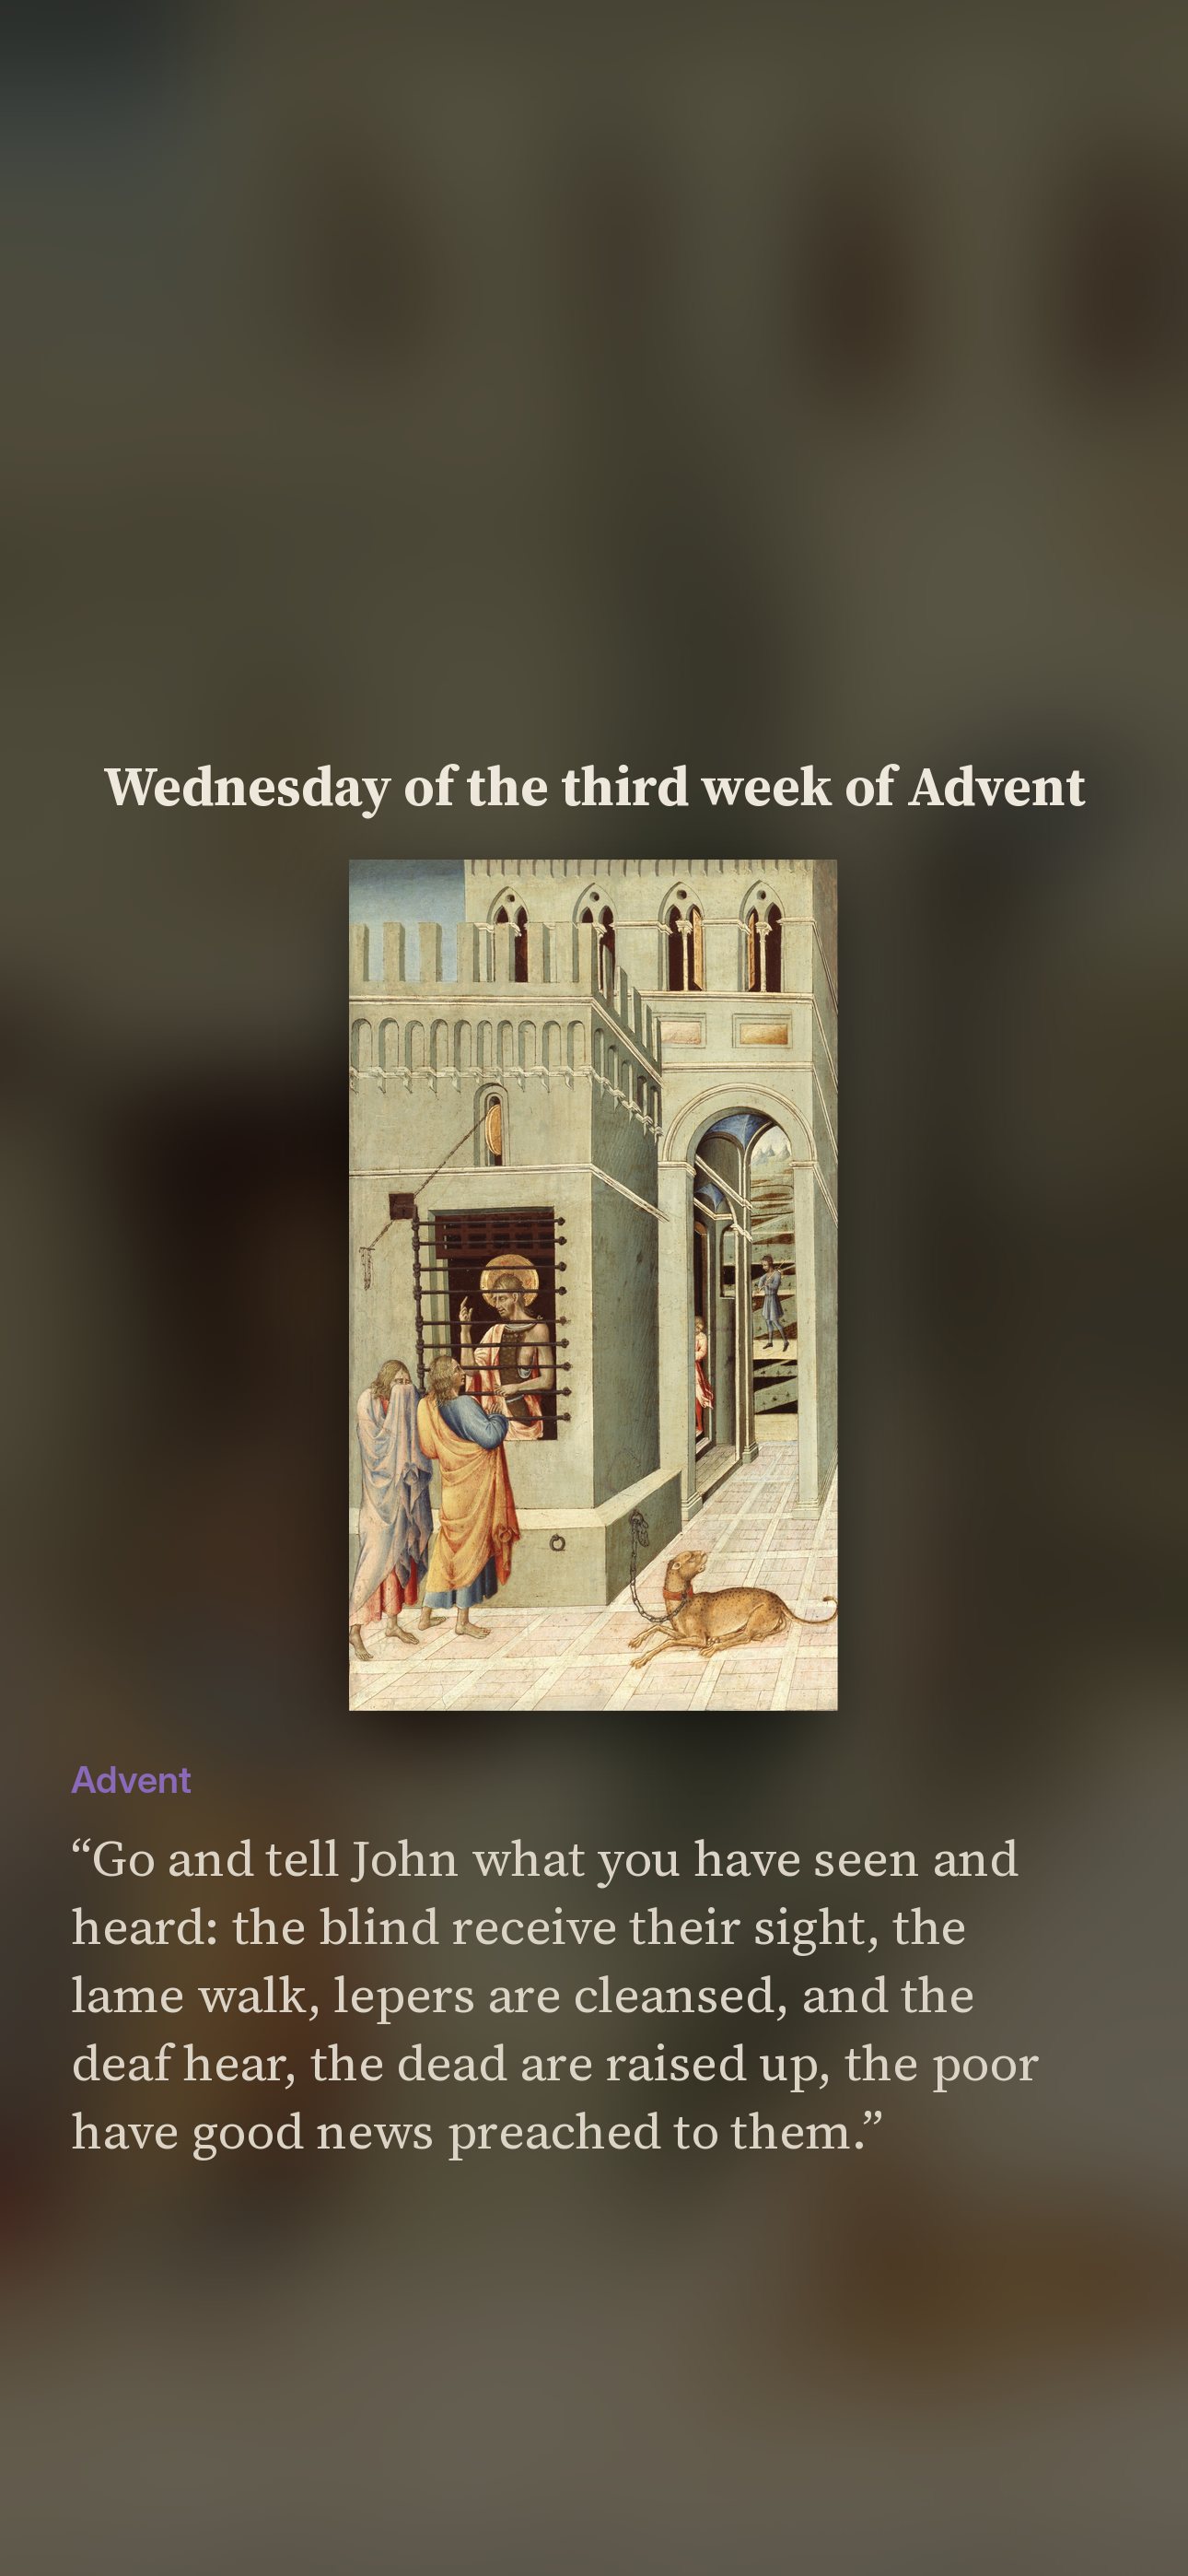 Wednesday of the third week of Advent
Advent
“Go and tell John what you have seen and
heard: the blind receive their sight, the
lame walk, lepers are cleansed, and the
deaf hear, the dead are raised up, the poor
have good news preached to them.”